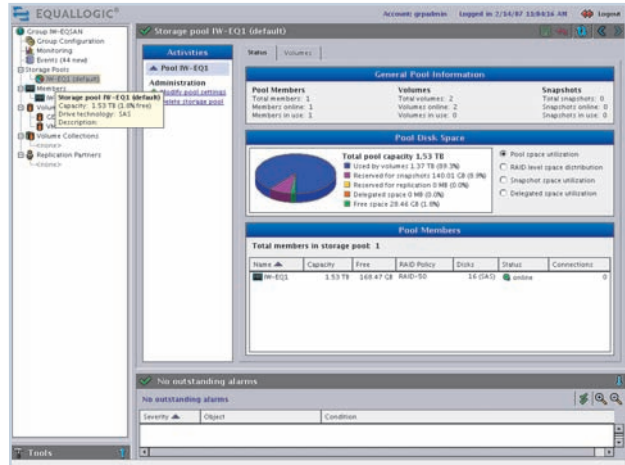 EQUALLOGIC®
Account: grpadmin Logged in 2/14/07 11:04:16 AM Logout
Group IW-EQSAN
Group Configuration
Monitoring
Events (44 new)
Storage Pools
IW-EQ1 (default)
Members
IW
Storage pool IW-EQ1 (default)
Capacity: 1.53 TB (1.8% free)
Drive technology: SAS
Description:
Volume Collections
<none>
Replication Partners
<none>
Tools
Storage pool IW-EQ1 (default)
Activities
Pool IW-EQ1
Administration
Modify pool settings
Delete storage pool
Status Volumes
General Pool Information
Pool Members Volumes Snapshots
Total members: 1 Total volumes: 2 Total snapshots: 0
Members online: 1 Volumes online: 2 Snapshots online: 0
Members in use: 1 Volumes in use: 0 Snapshots in use: 0
Pool Disk Space
Total pool capacity 1.53 TB
Used by volumes 1.37 TB (89.3%)
Reserved for snapshots 140.01 GB (8.9%)
Reserved for replication 0 MB (0.0%)
Delegated space 0 MB (0.0%)
Free space 28.46 GB (1.8%)
Pool space utilization
RAID level space distribution
Snapshot space utilization
Delegated space utilization
Pool Members
Total members in storage pool: 1
Name Capacity Free RAID Policy Disks Status Connections
IW-EQ1 1.53 TB 168.47 GB RAID-50 16 (SAS) online 0
No outstanding alarms
No outstanding alarms
Severity Object Condition